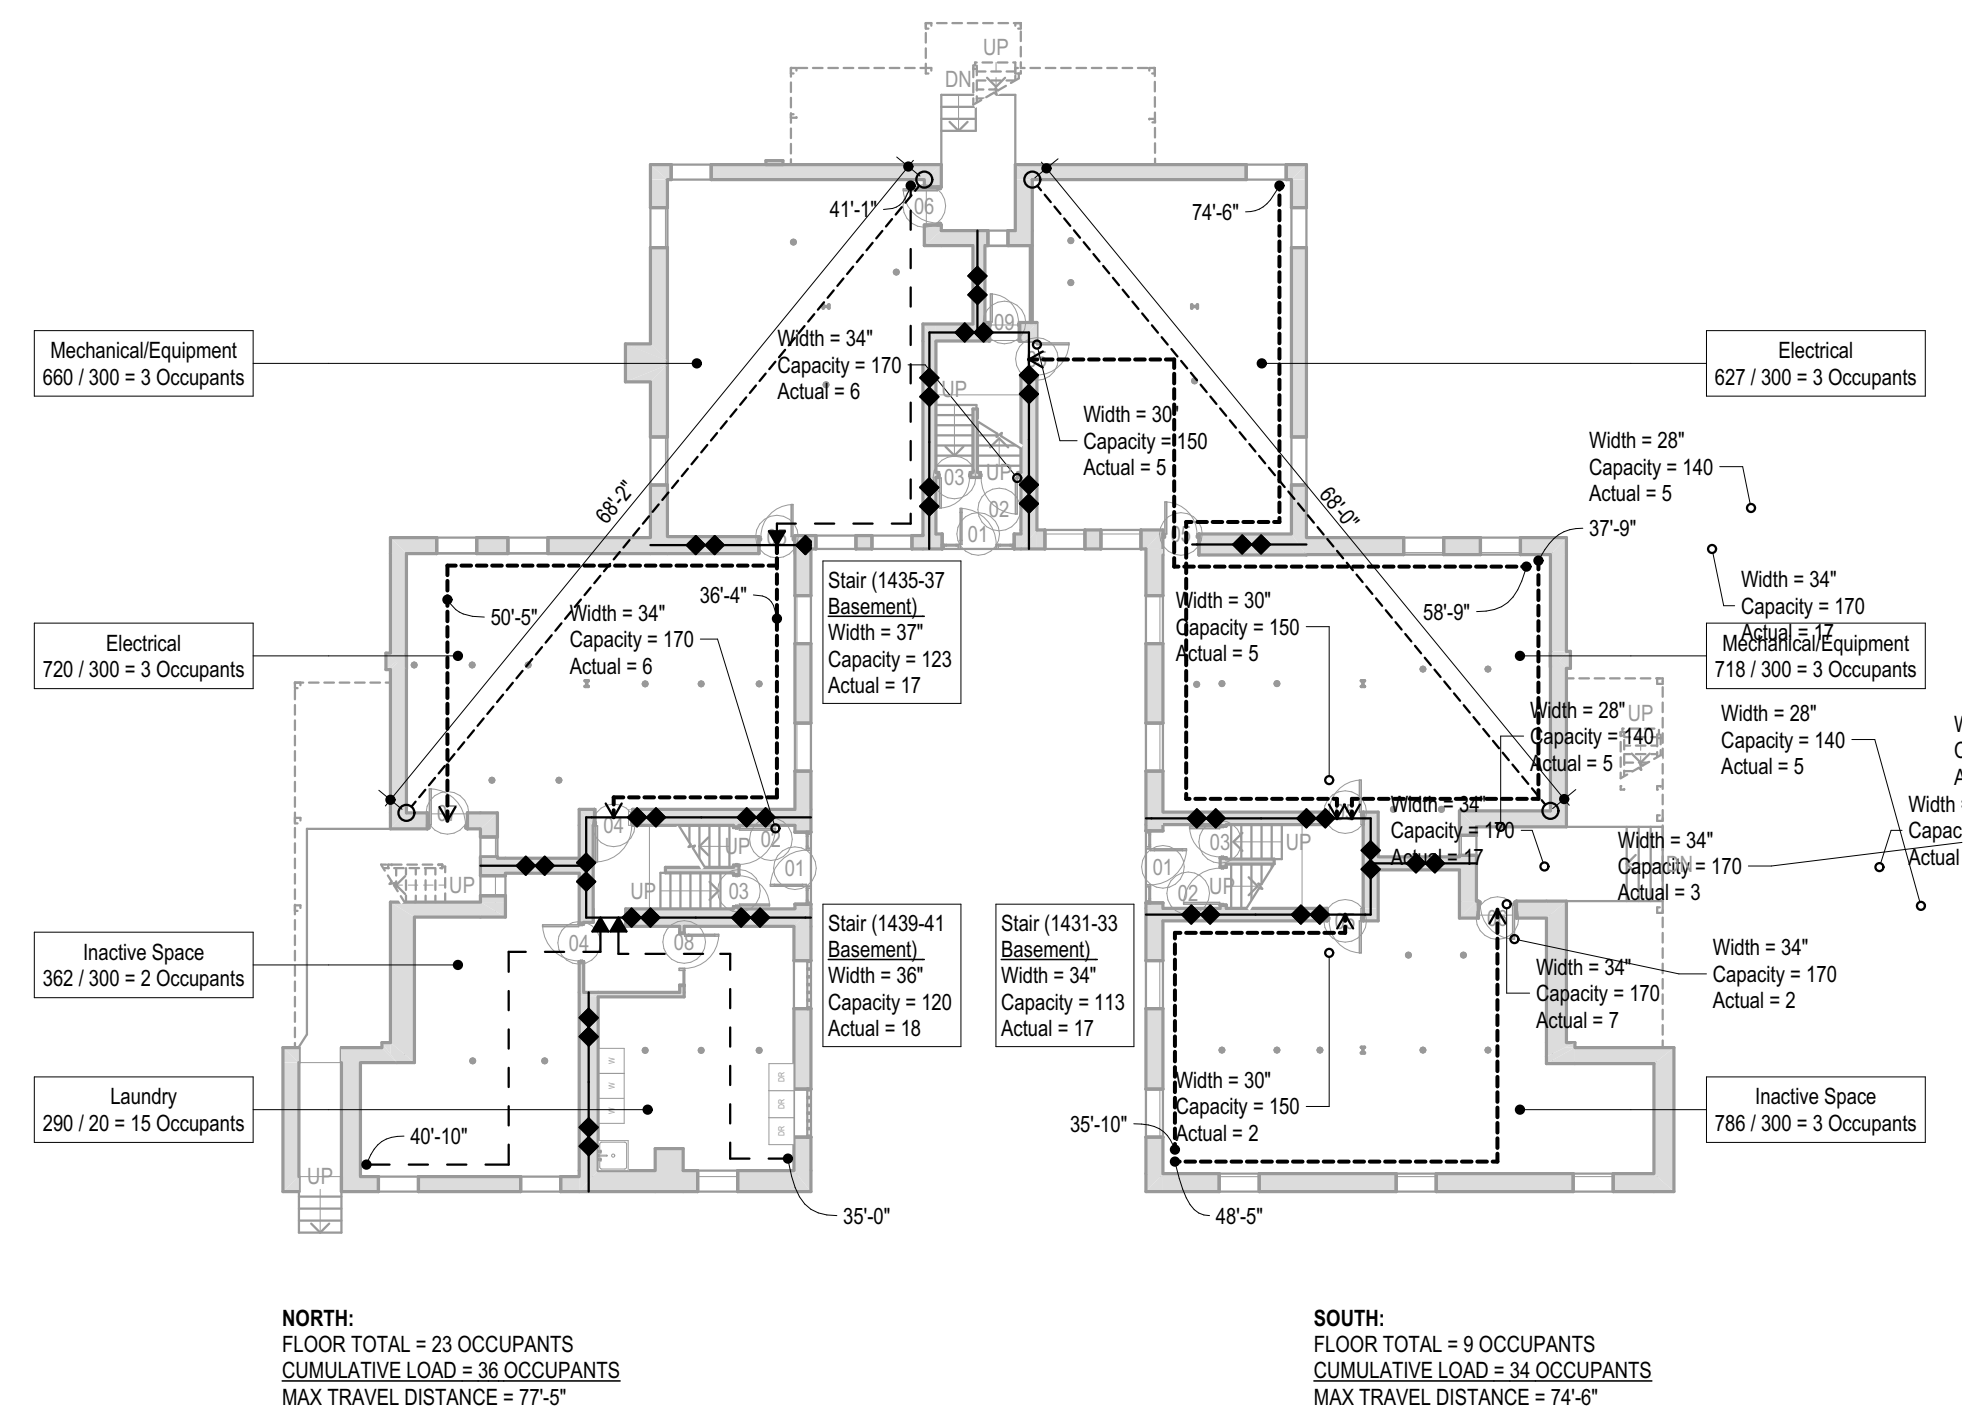 UP
DN
06
41'-1"
74'-6"
09
Mechanical/Equipment
660 / 300 = 3 Occupants
Width = 34"
Capacity = 170
Actual = 6
UP
Electrical
627 / 300 = 3 Occupants
Width = 30"
Capacity = 150
Actual = 5
Width = 28"
Capacity = 140
Actual = 5
68'-2"
68'-0"
03
UP
02
01
37'-9"
Stair (1435-37
Basement)
Width = 37"
Capacity = 123
Actual = 17
36'-4"
50'-5"
Width = 34"
Capacity = 170
Actual = 6
Width = 30"
Capacity = 150
Actual = 5
58'-9"
Width = 34"
Capacity = 170
Actual = 17
Electrical
720 / 300 = 3 Occupants
Mechanical/Equipment
718 / 300 = 3 Occupants
Width = 28"
Capacity = 140
Actual = 5
UP
Width = 28"
Capacity = 140
Actual = 5
W
C
A
Width = 34"
Capacity = 170
Actual = 17
Width
Capac
Actual
Width = 34"
Capacity = 170
Actual = 3
DN
04
UP
02
01
UP
03
UP
01
03
UP
02
UP
Inactive Space
362 / 300 = 2 Occupants
04
08
Stair (1439-41
Basement)
Width = 36"
Capacity = 120
Actual = 18
Stair (1431-33
Basement)
Width = 34"
Capacity = 113
Actual = 17
Width = 34"
Capacity = 170
Actual = 7
Width = 34"
Capacity = 170
Actual = 2
W
W
W
DR
DR
DR
Laundry
290 / 20 = 15 Occupants
40'-10"
35'-10"
Width = 30"
Capacity = 150
Actual = 2
Inactive Space
786 / 300 = 3 Occupants
UP
35'-0"
48'-5"
NORTH:
FLOOR TOTAL = 23 OCCUPANTS
CUMULATIVE LOAD = 36 OCCUPANTS
MAX TRAVEL DISTANCE = 77'-5"
SOUTH:
FLOOR TOTAL = 9 OCCUPANTS
CUMULATIVE LOAD = 34 OCCUPANTS
MAX TRAVEL DISTANCE = 74'-6"